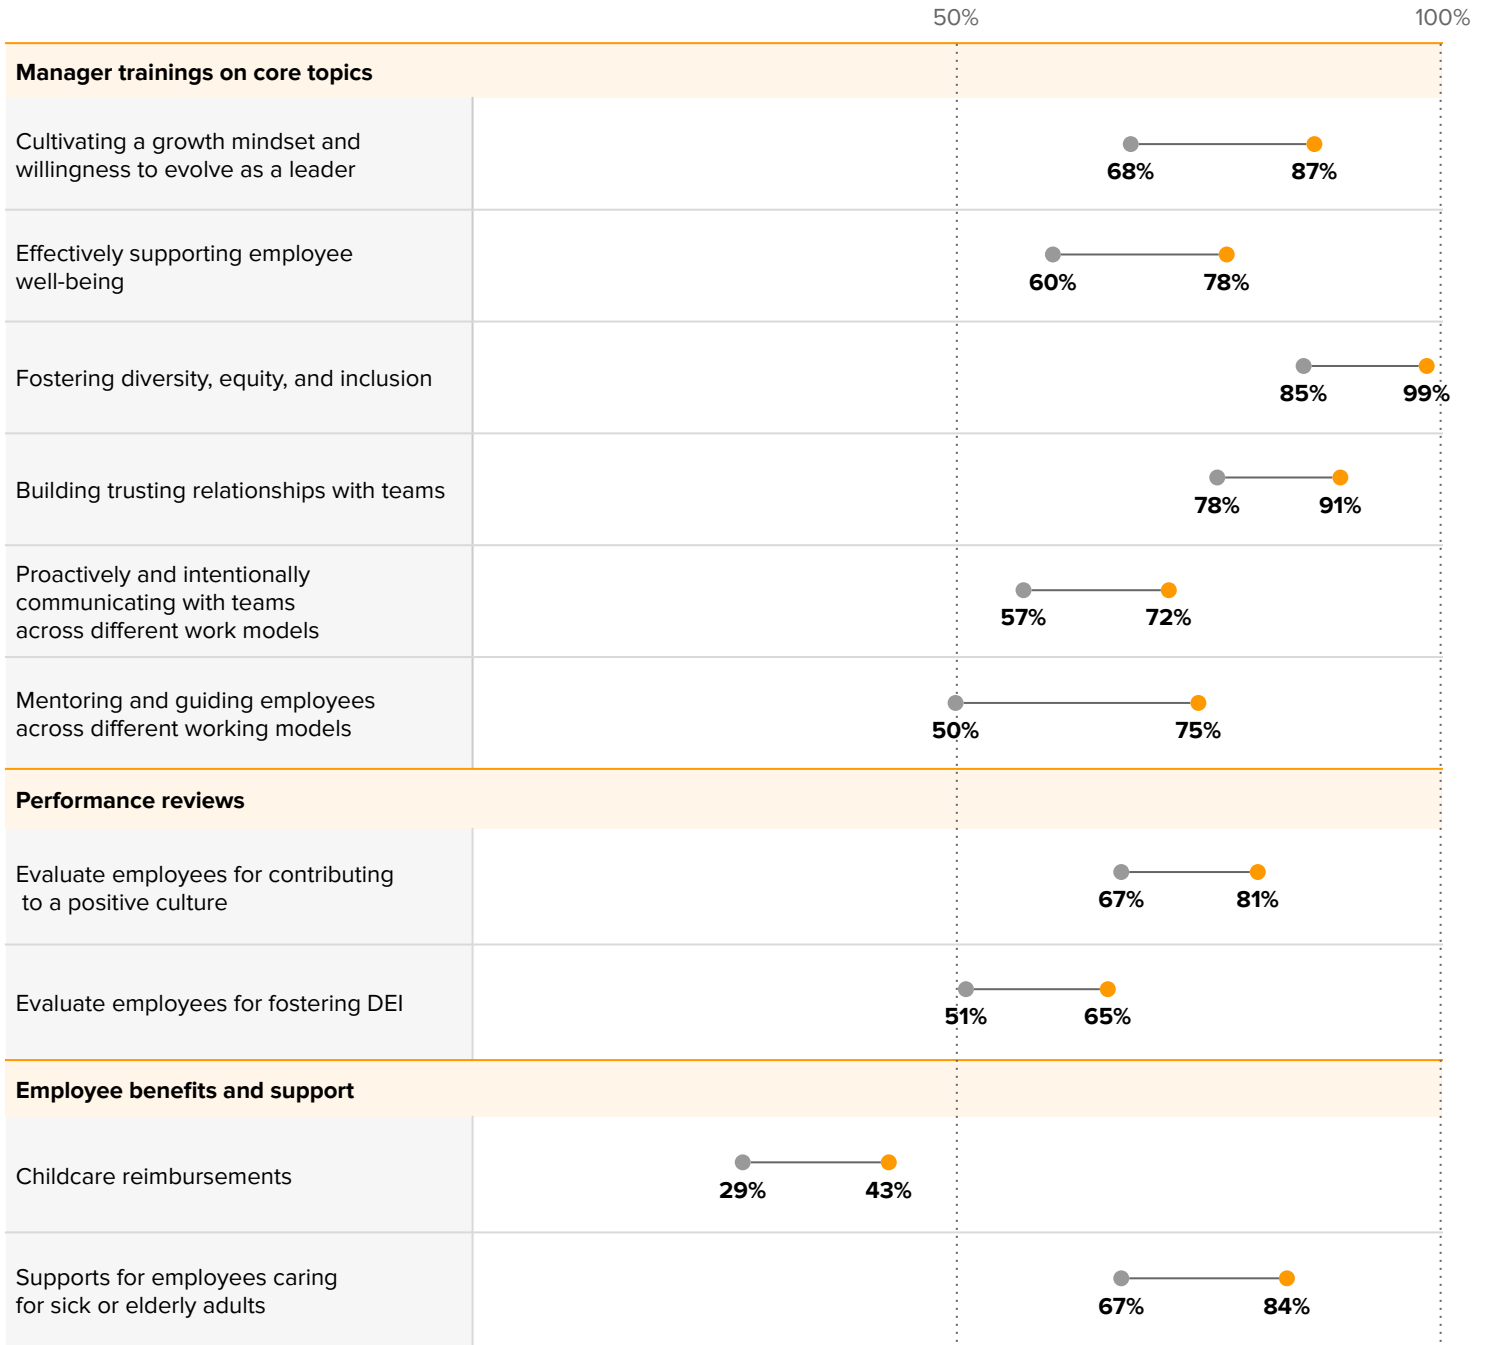 50% 100%
Manager trainings on core topics
Cultivating a growth mindset and
willingness to evolve as a leader
68% 87%
Effectively supporting employee
well-being
60% 78%
Fostering diversity, equity, and inclusion
85% 99%
Building trusting relationships with teams
78% 91%
Proactively and intentionally
communicating with teams
across different work models
57% 72%
Mentoring and guiding employees
across different working models
50% 75%
Performance reviews
Evaluate employees for contributing
to a positive culture
67% 81%
Evaluate employees for fostering DEI
51% 65%
Employee benefits and support
Childcare reimbursements
29% 43%
Supports for employees caring
for sick or elderly adults
67% 84%